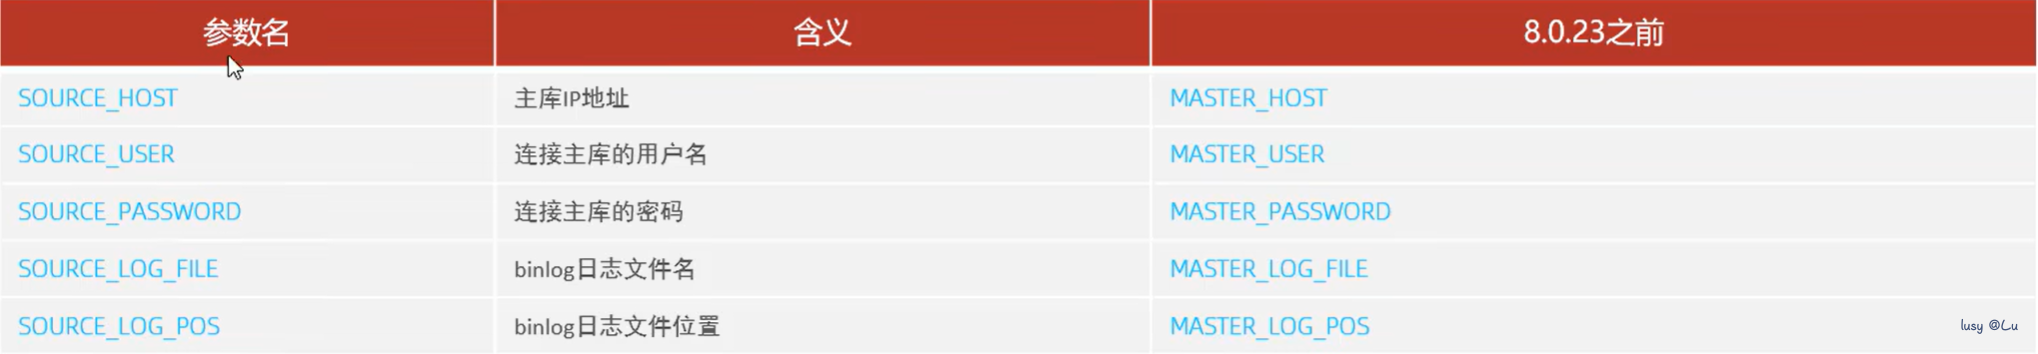 参数名 含义 8.0.23之前
SOURCE_HOST 主库IP地址 MASTER_HOST
SOURCE_USER 连接主库的用户名 MASTER_USER
SOURCE_PASSWORD 连接主库的密码 MASTER_PASSWORD
SOURCE_LOG_FILE binlog日志文件名 MASTER_LOG_FILE
SOURCE_LOG_POS binlog日志文件位置 MASTER_LOG_POS
lusy @Lu